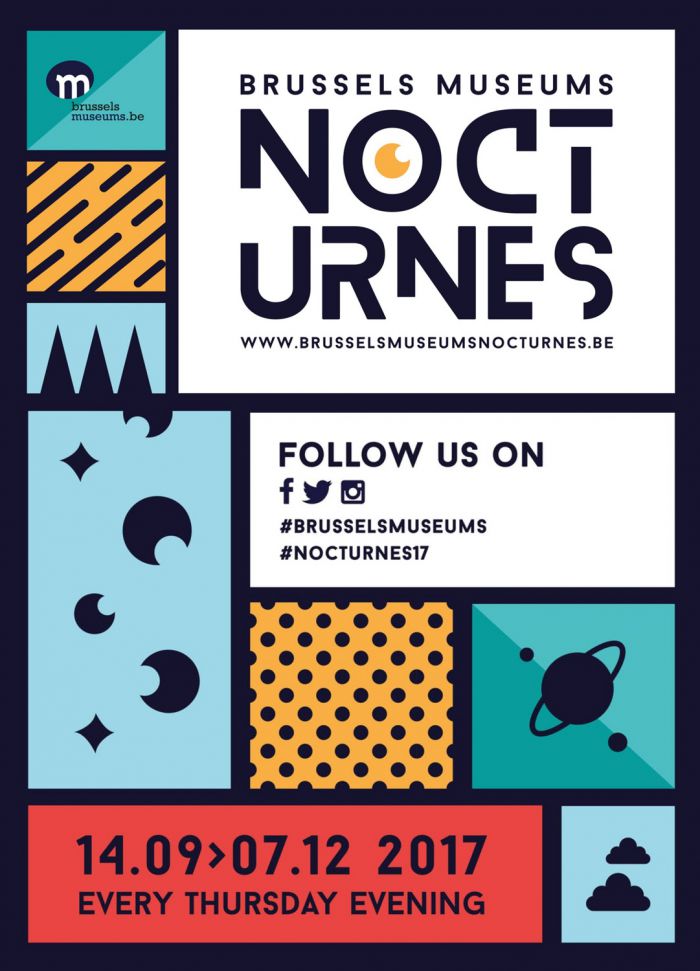 m
brussels
museums.be
BRUSSELS MUSEUMS
NOCT
URNES
WWW.BRUSSELSMUSEUMSNOCTURNES.BE
FOLLOW US ON
#BRUSSELSMUSEUMS
#NOCTURNES17
14.09>07.12 2017
EVERY THURSDAY EVENING